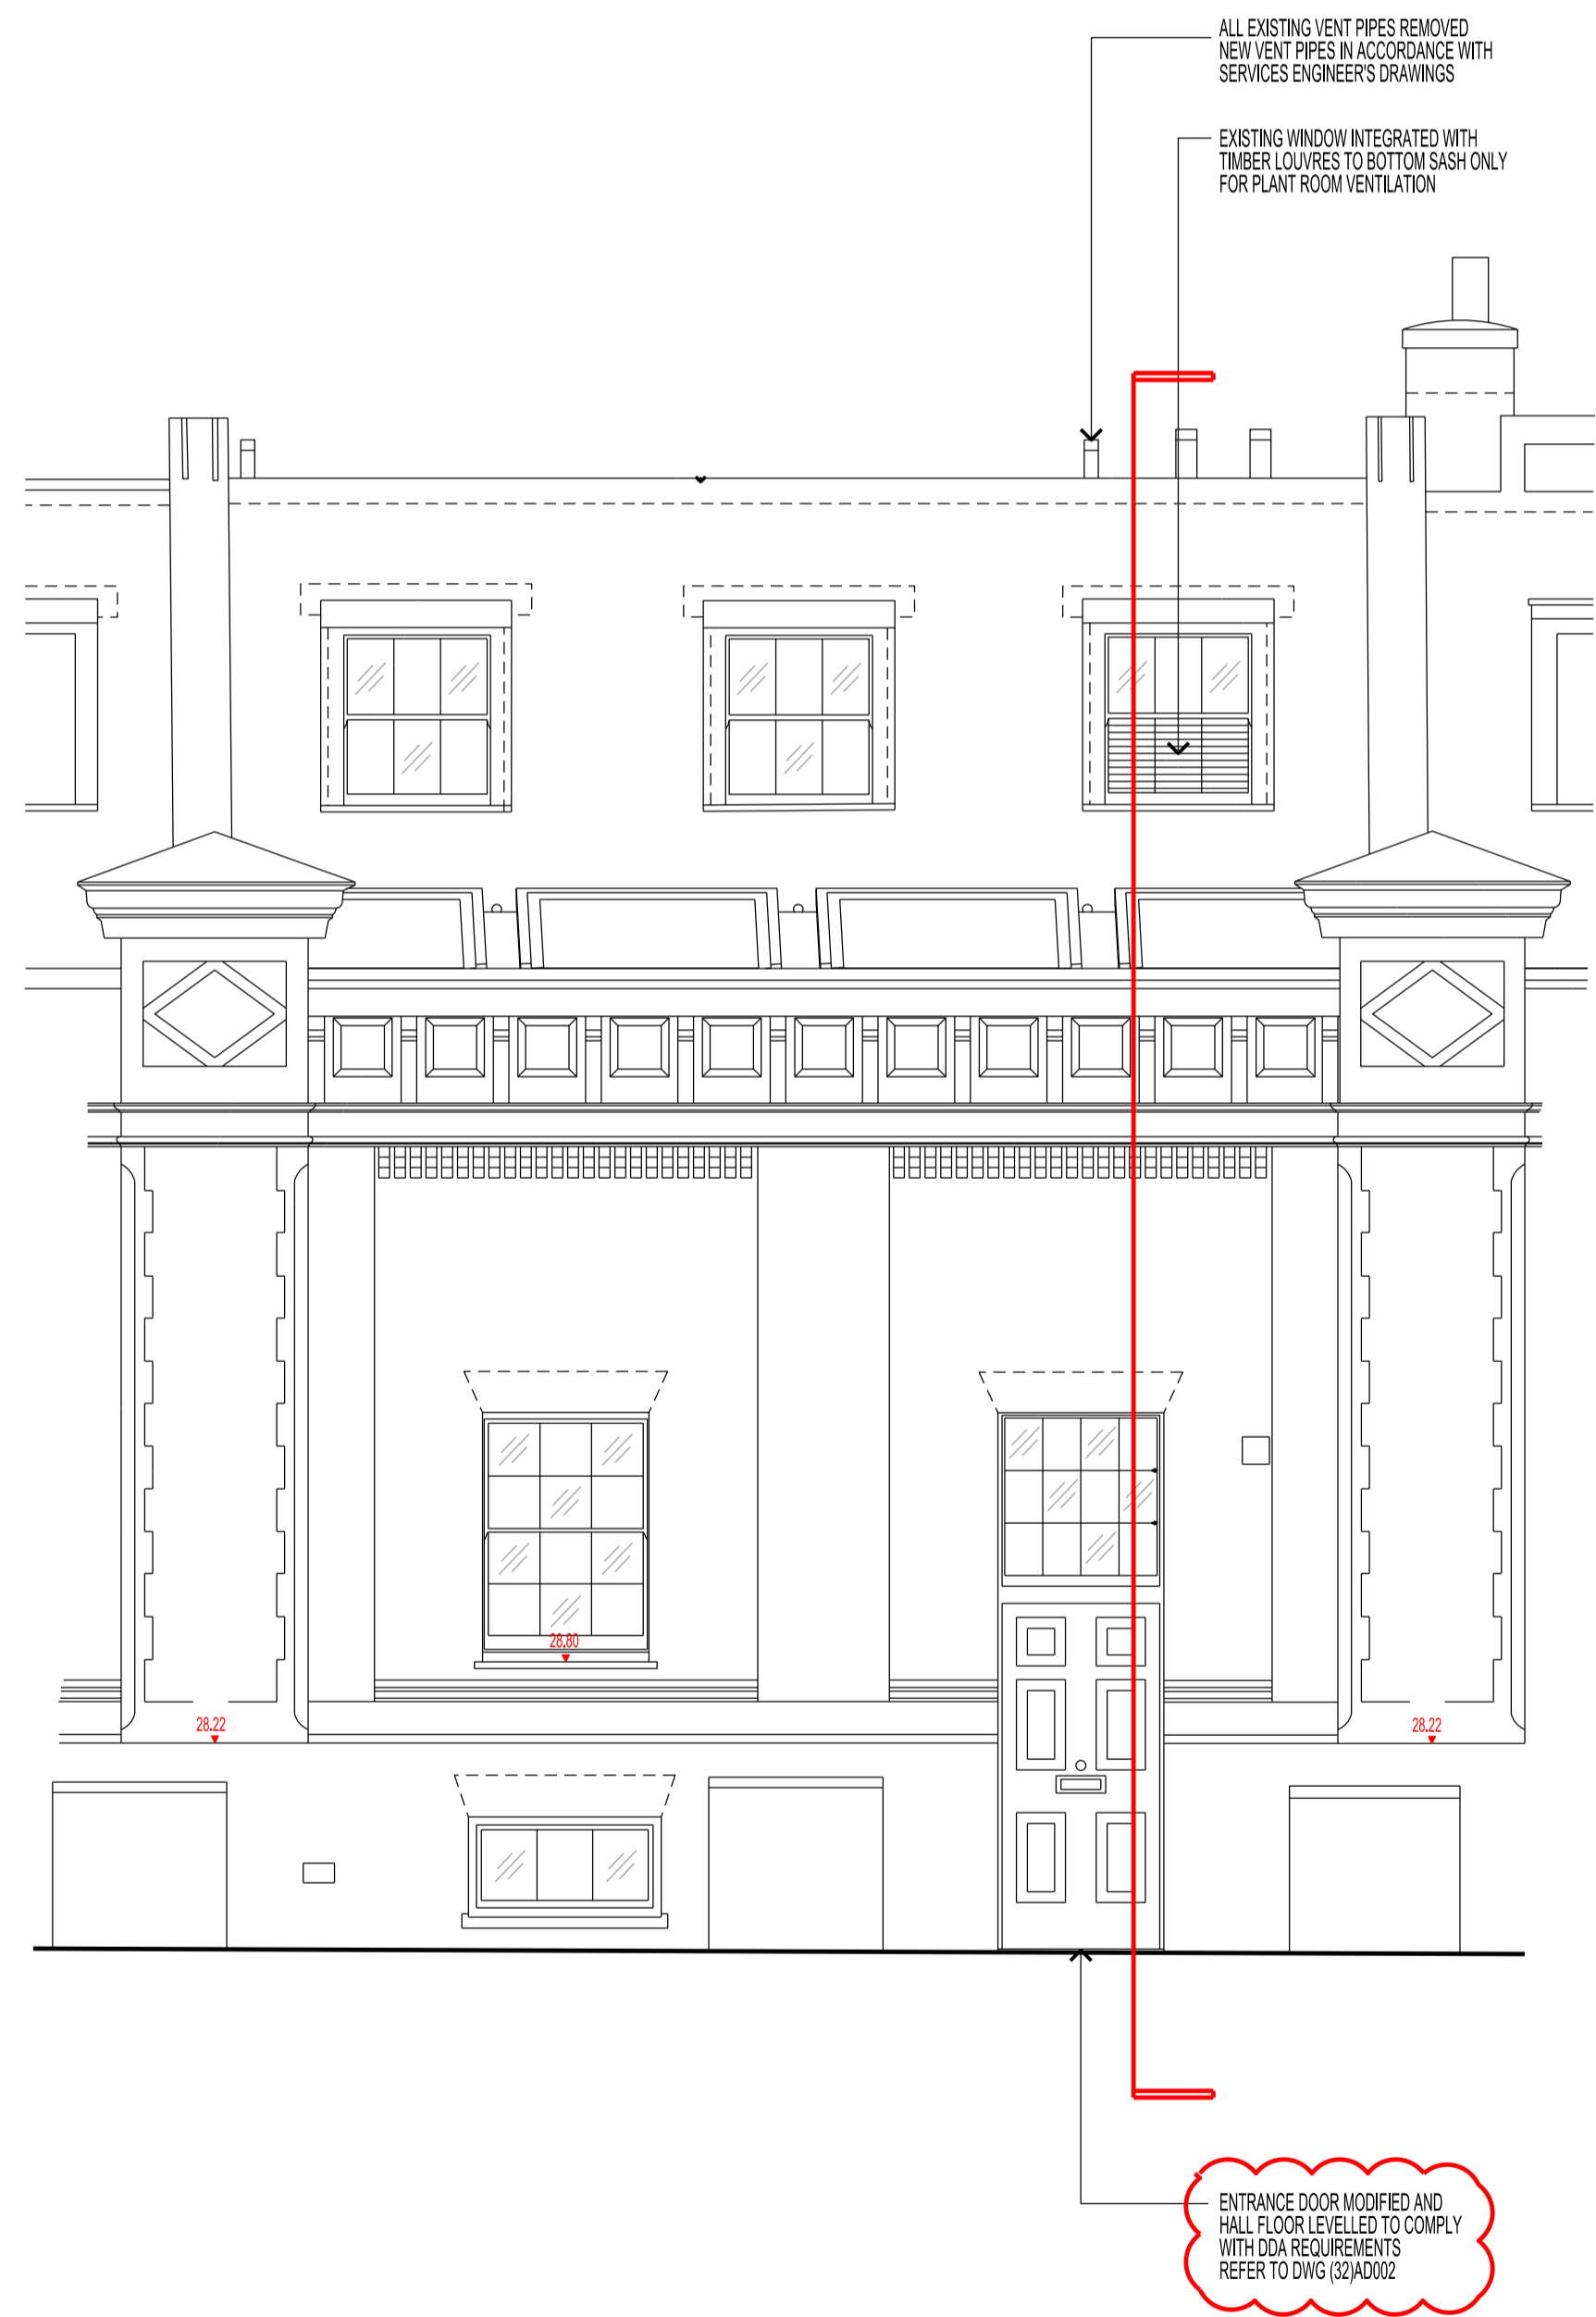 ALL EXISTING VENT PIPES REMOVED
NEW VENT PIPES IN ACCORDANCE WITH
SERVICES ENGINEER'S DRAWINGS
EXISTING WINDOW INTEGRATED WITH
TIMBER LOUVRES TO BOTTOM SASH ONLY
FOR PLANT ROOM VENTILATION
28.80
28.22
28.22
ENTRANCE DOOR MODIFIED AND
HALL FLOOR LEVELLED TO COMPLY
WITH DDA REQUIREMENTS
REFER TO DWG (32)AD002